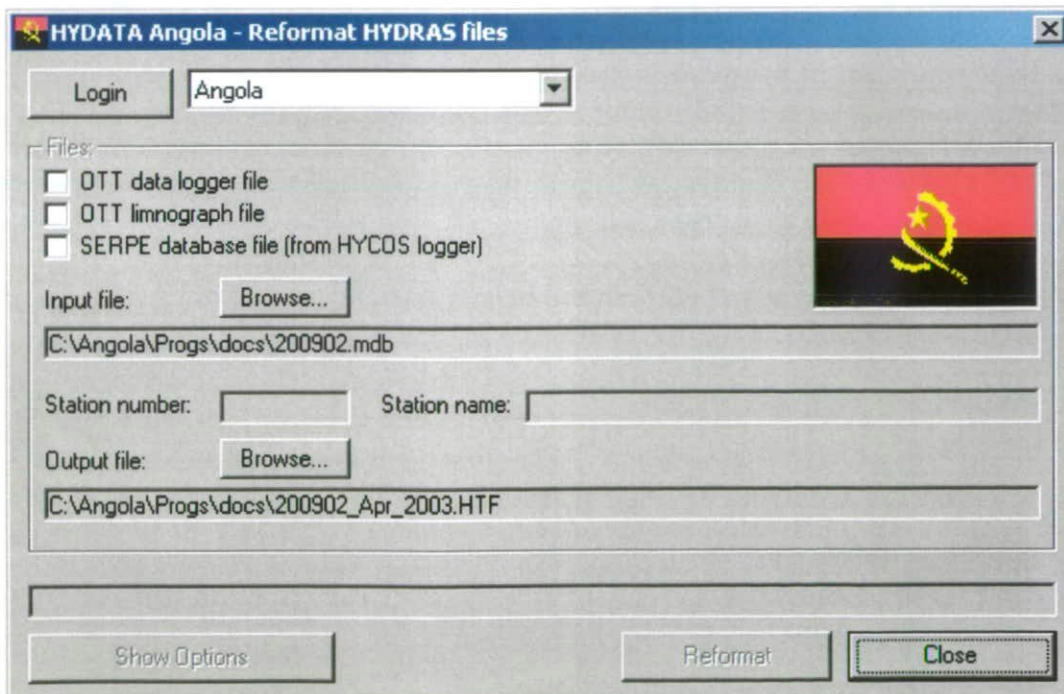 HYDATA Angola - Reformat HYDRAS files
Login Angola
Files:
OTT data logger file
OTT limnograph file
SERPE database file (from HYCOS logger)
Input file: Browse...
C:\Angola\Progs\docs\200902.mdb
Station number: Station name:
Output file: Browse...
C:\Angola\Progs\docs\200902_Apr_2003.HTF
Show Options Reformat Close